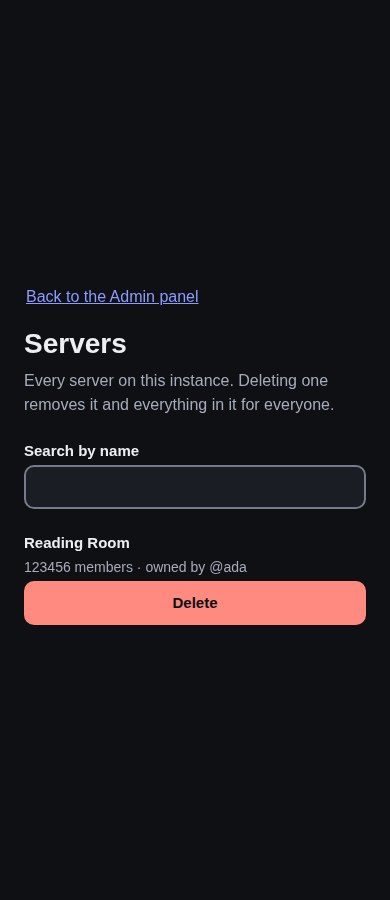 Back to the Admin panel
Servers
Every server on this instance. Deleting one
removes it and everything in it for everyone.
Search by name
Reading Room
123456 members · owned by @ada
Delete